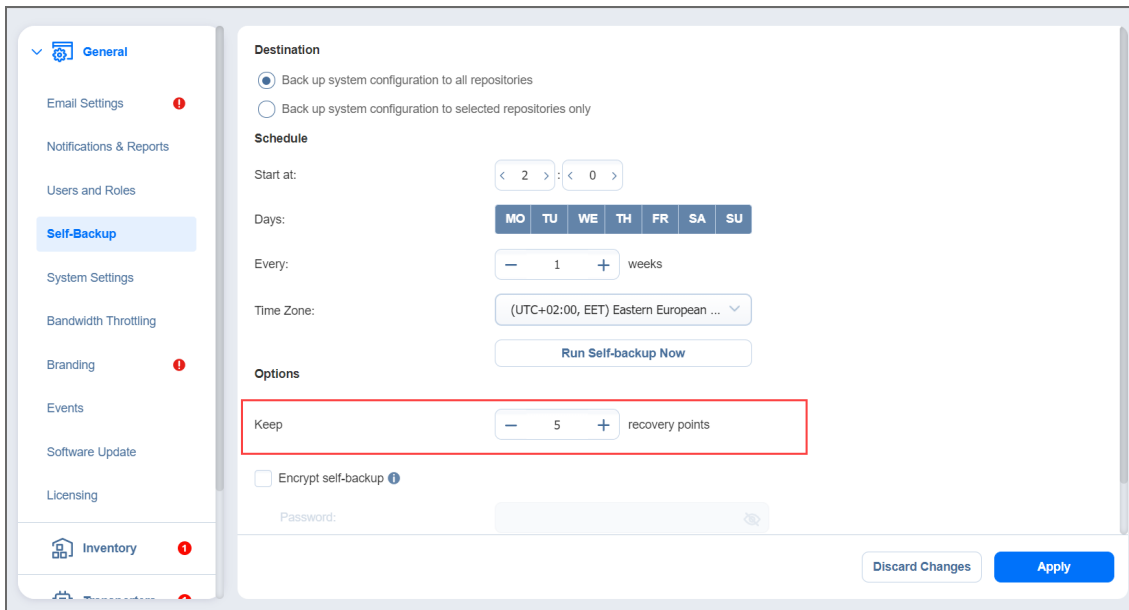 General
Email Settings
Notifications & Reports
Users and Roles
Self-Backup
System Settings
Bandwidth Throttling
Branding
Events
Software Update
Licensing
Inventory 1
Destination
Back up system configuration to all repositories
Back up system configuration to selected repositories only
Schedule
Start at: 2 : 0
Days: MO TU WE TH FR SA SU
Every: 1 weeks
Time Zone: (UTC+02:00, EET) Eastern European ...
Run Self-backup Now
Options
Keep 5 recovery points
Encrypt self-backup
Password:
Discard Changes Apply